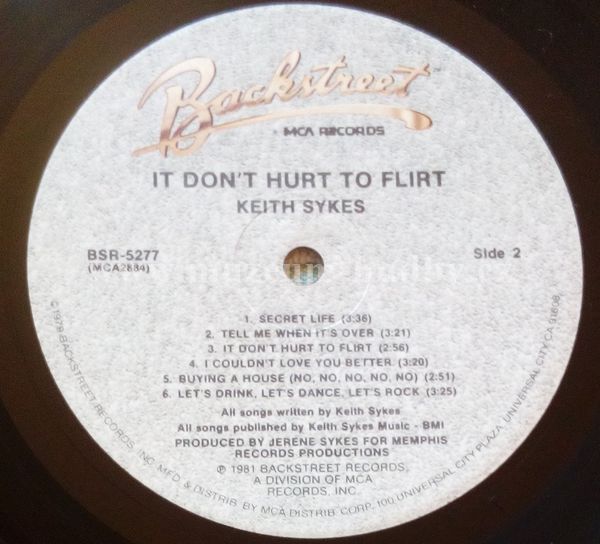 Backstreet
MCA RECORDS
IT DON'T HURT TO FLIRT
KEITH SYKES
BSR-5277
(MCA2884)
Side 2
1. SECRET LIFE (3:36)
2. TELL ME WHEN IT'S OVER (3:21)
3. IT DON'T HURT TO FLIRT (2:56)
4. I COULDN'T LOVE YOU BETTER (3:20)
5. BUYING A HOUSE (NO, NO, NO, NO, NO) (2:51)
6. LET'S DRINK, LET'S DANCE, LET'S ROCK (3:25)
All songs written by Keith Sykes
All songs published by Keith Sykes Music - BMI
PRODUCED BY JERENE SYKES FOR MEMPHIS
RECORDS PRODUCTIONS
℗ 1981 BACKSTREET RECORDS,
A DIVISION OF MCA
RECORDS, INC.
©1979 BACKSTREET RECORDS, INC. MFD & DISTRIB. BY MCA DISTRIB. CORP., 100 UNIVERSAL CITY PLAZA, UNIVERSAL CITY, CA 91608